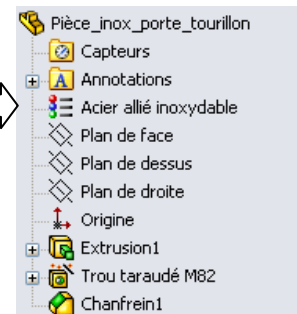 Pièce_inox_porte_tourillon
Capteurs
Annotations
Acier allié inoxydable
Plan de face
Plan de dessus
Plan de droite
Origine
Extrusion1
Trou taraudé M82
Chanfrein1